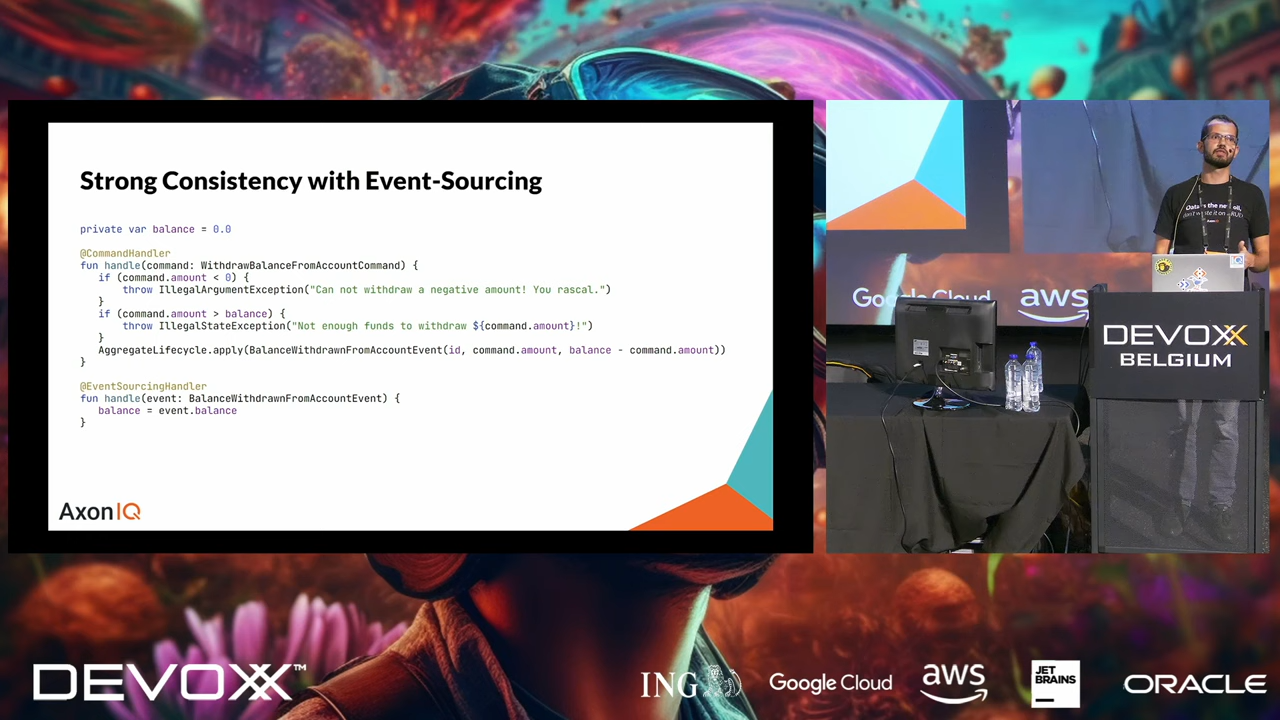 Strong Consistency with Event-Sourcing
private var balance = 0.0
@CommandHandler
fun handle(command: WithdrawBalanceFromAccountCommand) {
if (command.amount < 0) {
throw IllegalArgumentException("Can not withdraw a negative amount! You rascal.")
}
if (command.amount > balance) {
throw IllegalStateException("Not enough funds to withdraw ${command.amount}!")
}
AggregateLifecycle.apply(BalanceWithdrawnFromAccountEvent(id, command.amount, balance - command.amount))
}
@EventSourcingHandler
fun handle(event: BalanceWithdrawnFromAccountEvent) {
balance = event.balance
}
AxonIQ
Google Cloud
aws
DEVOXX
BELGIUM
DEVOXX™
ING
Google Cloud
aws
JET
BRAINS
ORACLE